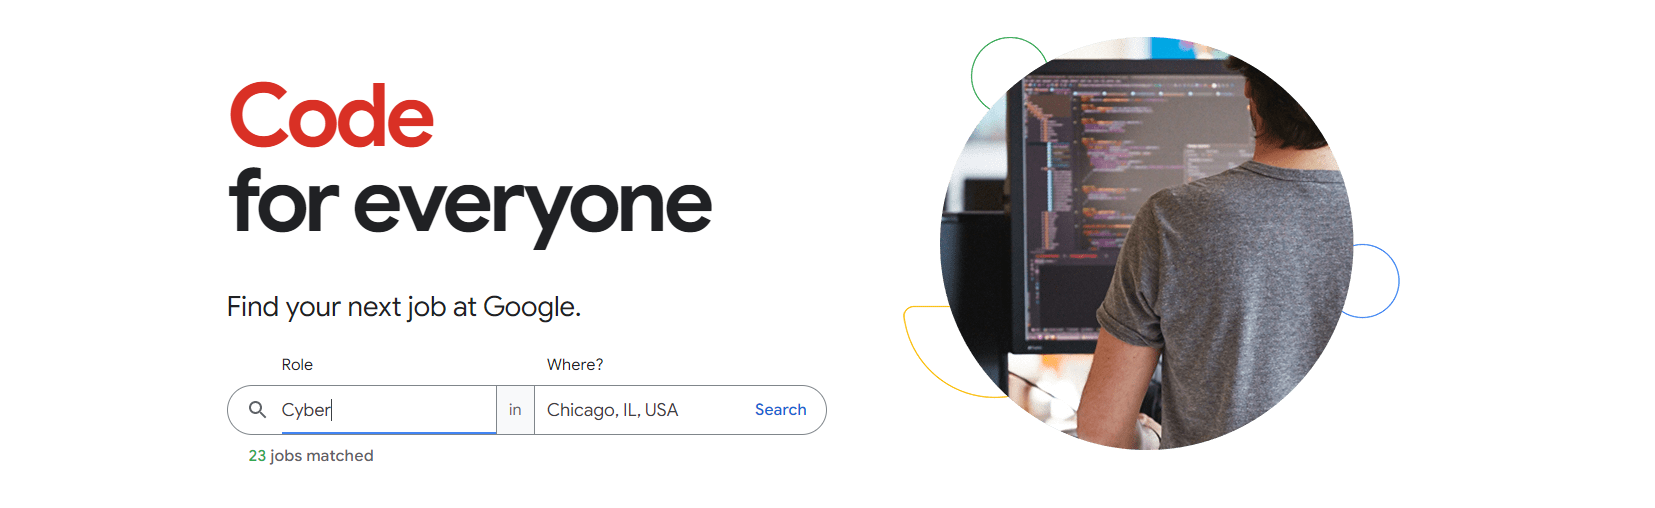 Code
for everyone
Find your next job at Google.
Role
Where?
Cyber
in
Chicago, IL, USA
Search
23 jobs matched